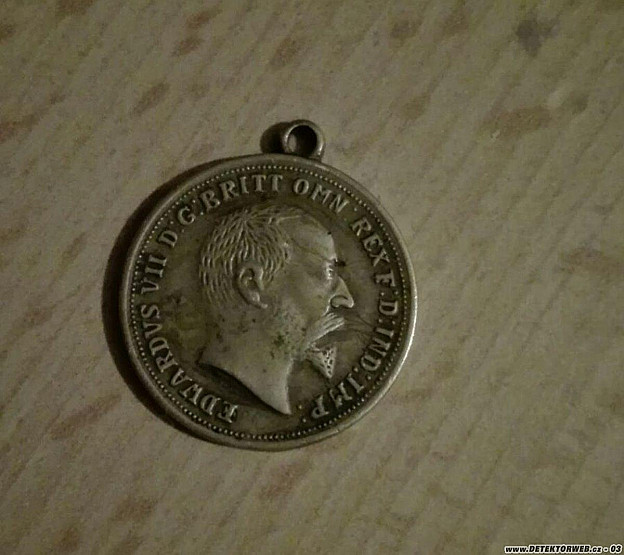 EDWARDVS VII D:G:BRITT OMN REX F:D:IND:IMP:
www.DETEKTORWEB.cz - 03